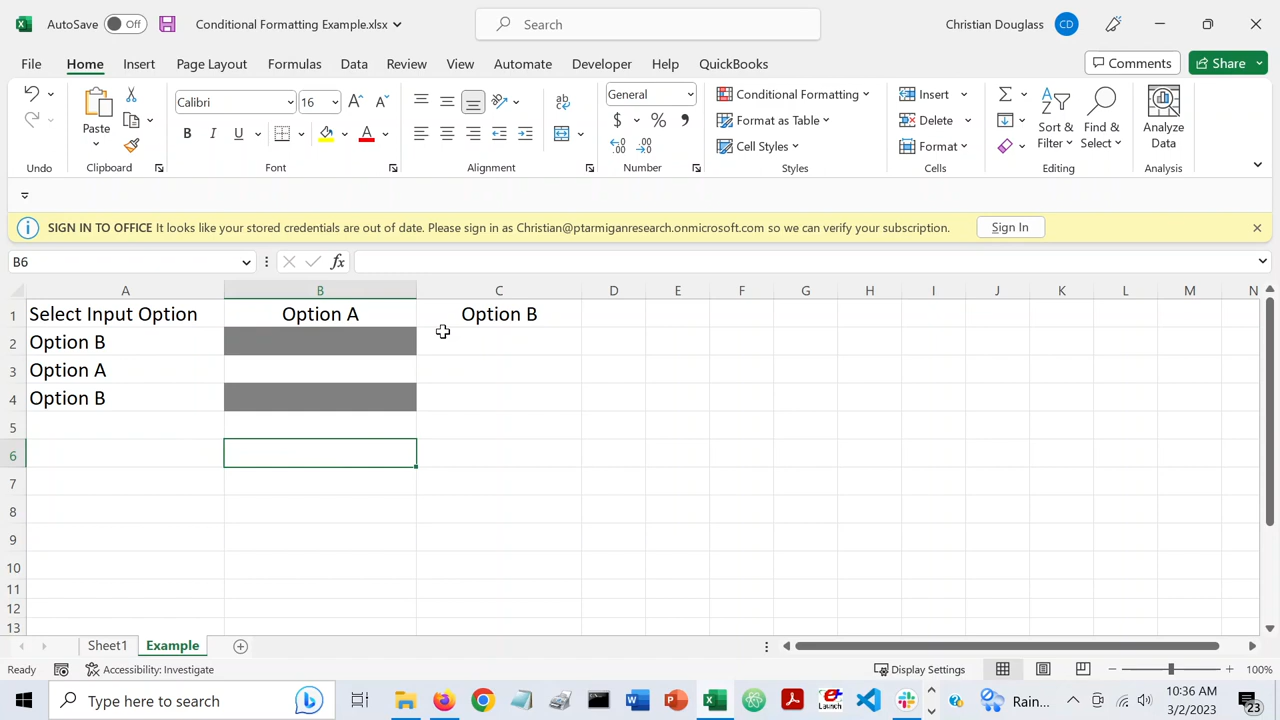 AutoSave Off Conditional Formatting Example.xlsx Search Christian Douglass CD
File Home Insert Page Layout Formulas Data Review View Automate Developer Help QuickBooks Comments Share
Paste
Calibri 16
B I U A
ab
General
$ % 9
Conditional Formatting
Format as Table
Cell Styles
Insert
Delete
Format
Sort & Filter
Find & Select
Analyze Data
Undo Clipboard Font Alignment Number Styles Cells Editing Analysis
SIGN IN TO OFFICE It looks like your stored credentials are out of date. Please sign in as Christian@ptarmiganresearch.onmicrosoft.com so we can verify your subscription. Sign In
B6 fx
A B C D E F G H I J K L M N
1 Select Input Option Option A Option B
2 Option B
3 Option A
4 Option B
5
6
7
8
9
10
11
12
13
Sheet1 Example
Ready Accessibility: Investigate Display Settings 100%
Type here to search Rain... 10:36 AM
3/2/2023 23